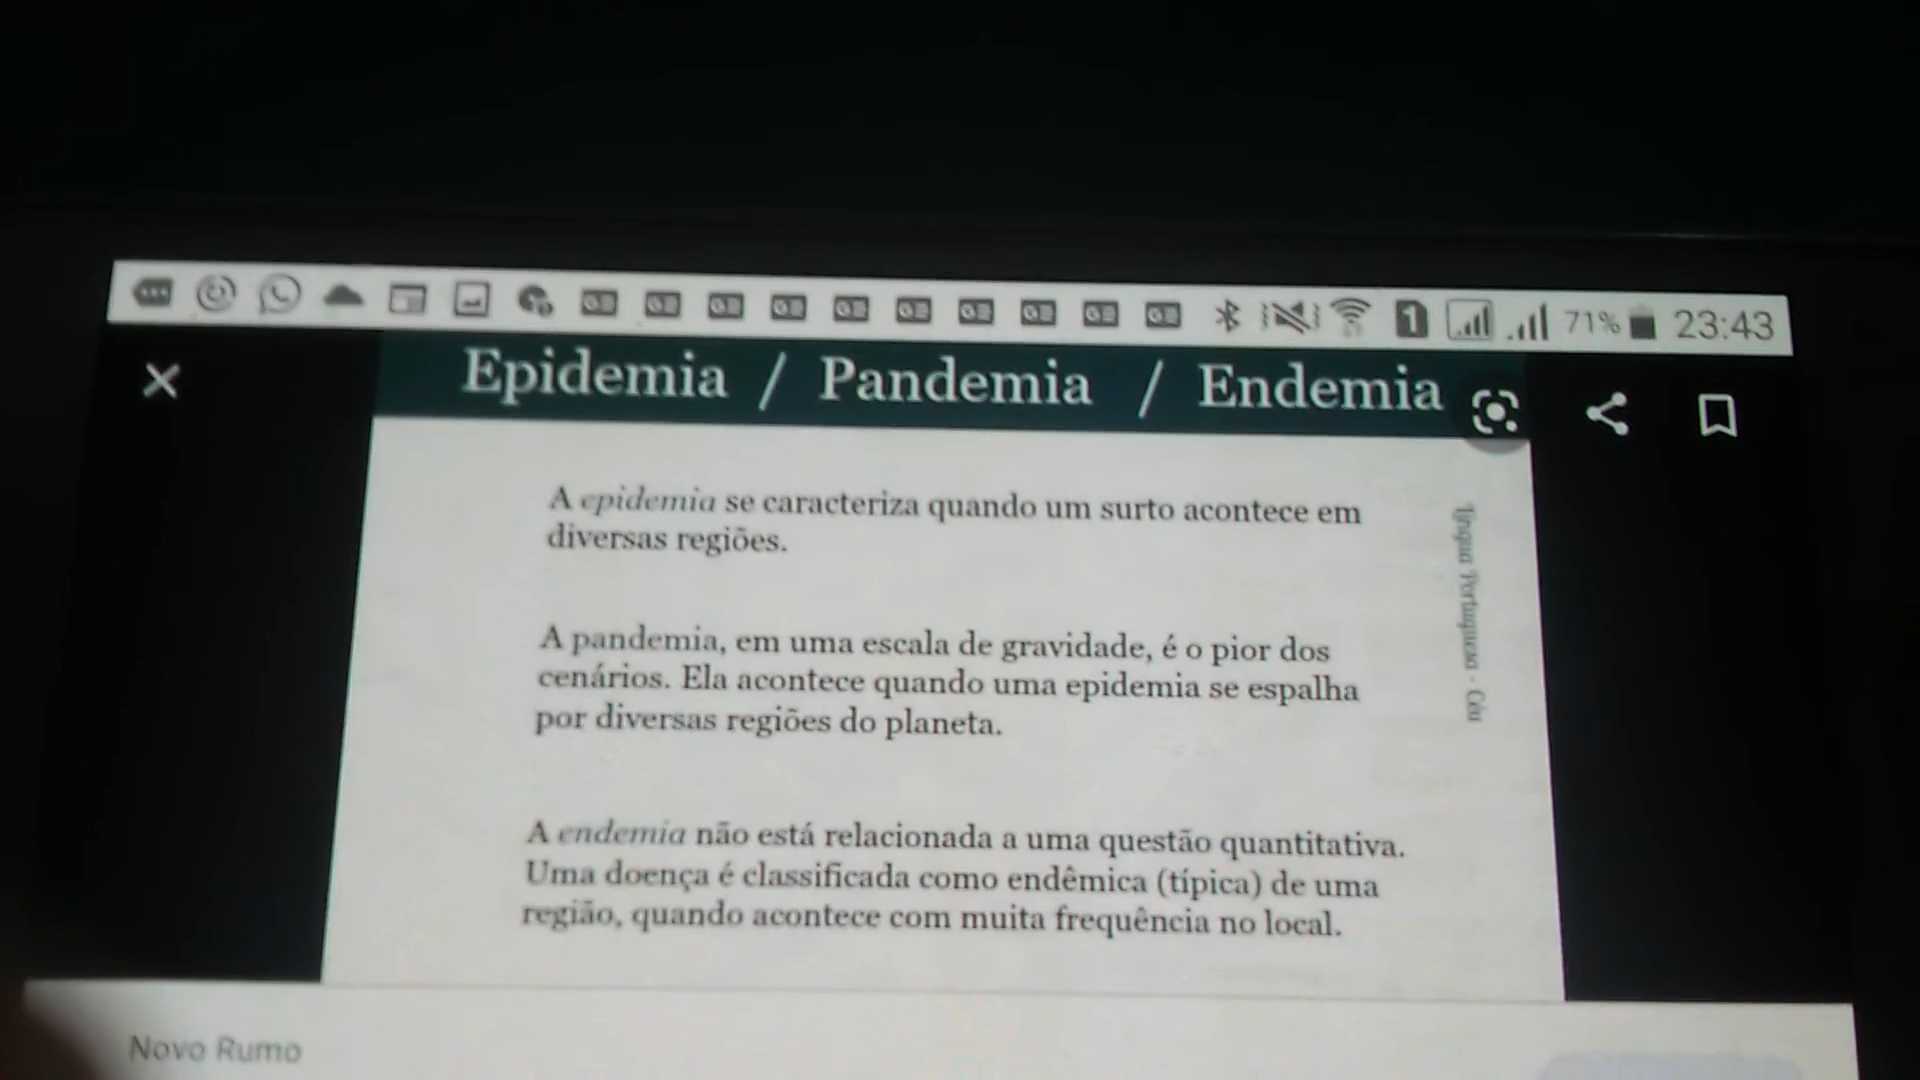 71% 23:43
Epidemia / Pandemia / Endemia
A epidemia se caracteriza quando um surto acontece em
diversas regiões.
A pandemia, em uma escala de gravidade, é o pior dos
cenários. Ela acontece quando uma epidemia se espalha
por diversas regiões do planeta.
A endemia não está relacionada a uma questão quantitativa.
Uma doença é classificada como endêmica (típica) de uma
região, quando acontece com muita frequência no local.
Língua Portuguesa - Céu
Novo Rumo